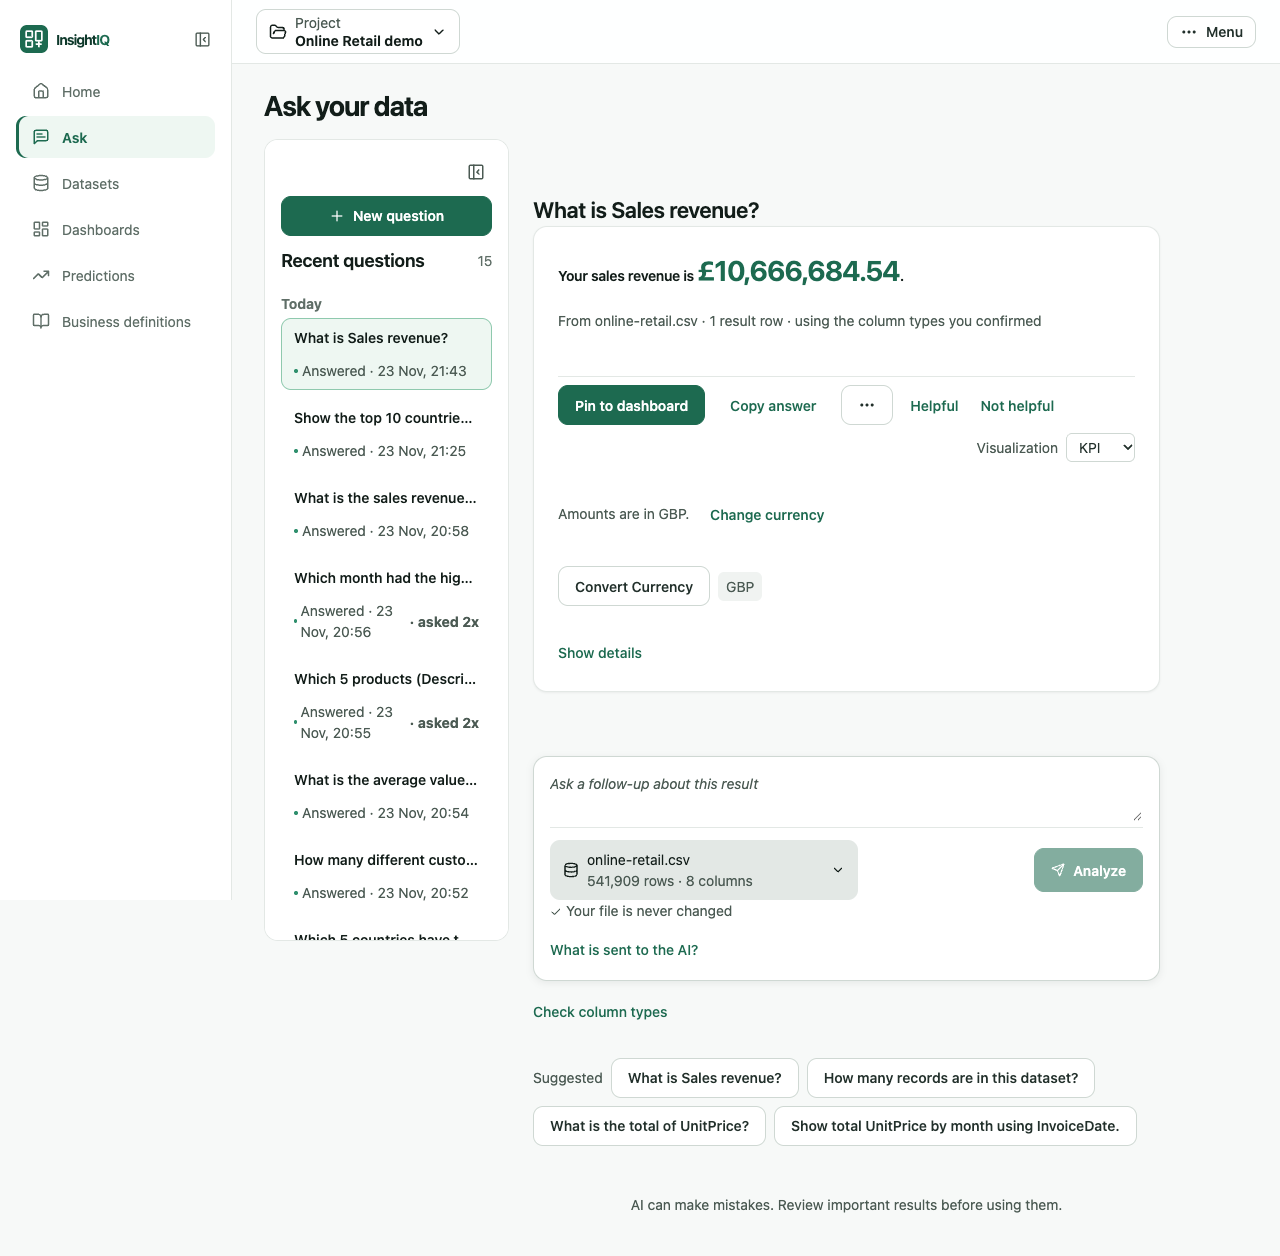 InsightIQ
Home
Ask
Datasets
Dashboards
Predictions
Business definitions
Project
Online Retail demo
Menu
Ask your data
New question
Recent questions 15
Today
What is Sales revenue?
Answered · 23 Nov, 21:43
Show the top 10 countrie...
Answered · 23 Nov, 21:25
What is the sales revenue...
Answered · 23 Nov, 20:58
Which month had the hig...
Answered · 23
Nov, 20:56
· asked 2x
Which 5 products (Descri...
Answered · 23
Nov, 20:55
· asked 2x
What is the average value...
Answered · 23 Nov, 20:54
How many different custo...
Answered · 23 Nov, 20:52
Which 5 countries have t
What is Sales revenue?
Your sales revenue is £10,666,684.54.
From online-retail.csv · 1 result row · using the column types you confirmed
Pin to dashboard Copy answer ··· Helpful Not helpful
Visualization KPI
Amounts are in GBP. Change currency
Convert Currency GBP
Show details
Ask a follow-up about this result
online-retail.csv
541,909 rows · 8 columns
Analyze
Your file is never changed
What is sent to the AI?
Check column types
Suggested What is Sales revenue? How many records are in this dataset?
What is the total of UnitPrice? Show total UnitPrice by month using InvoiceDate.
AI can make mistakes. Review important results before using them.